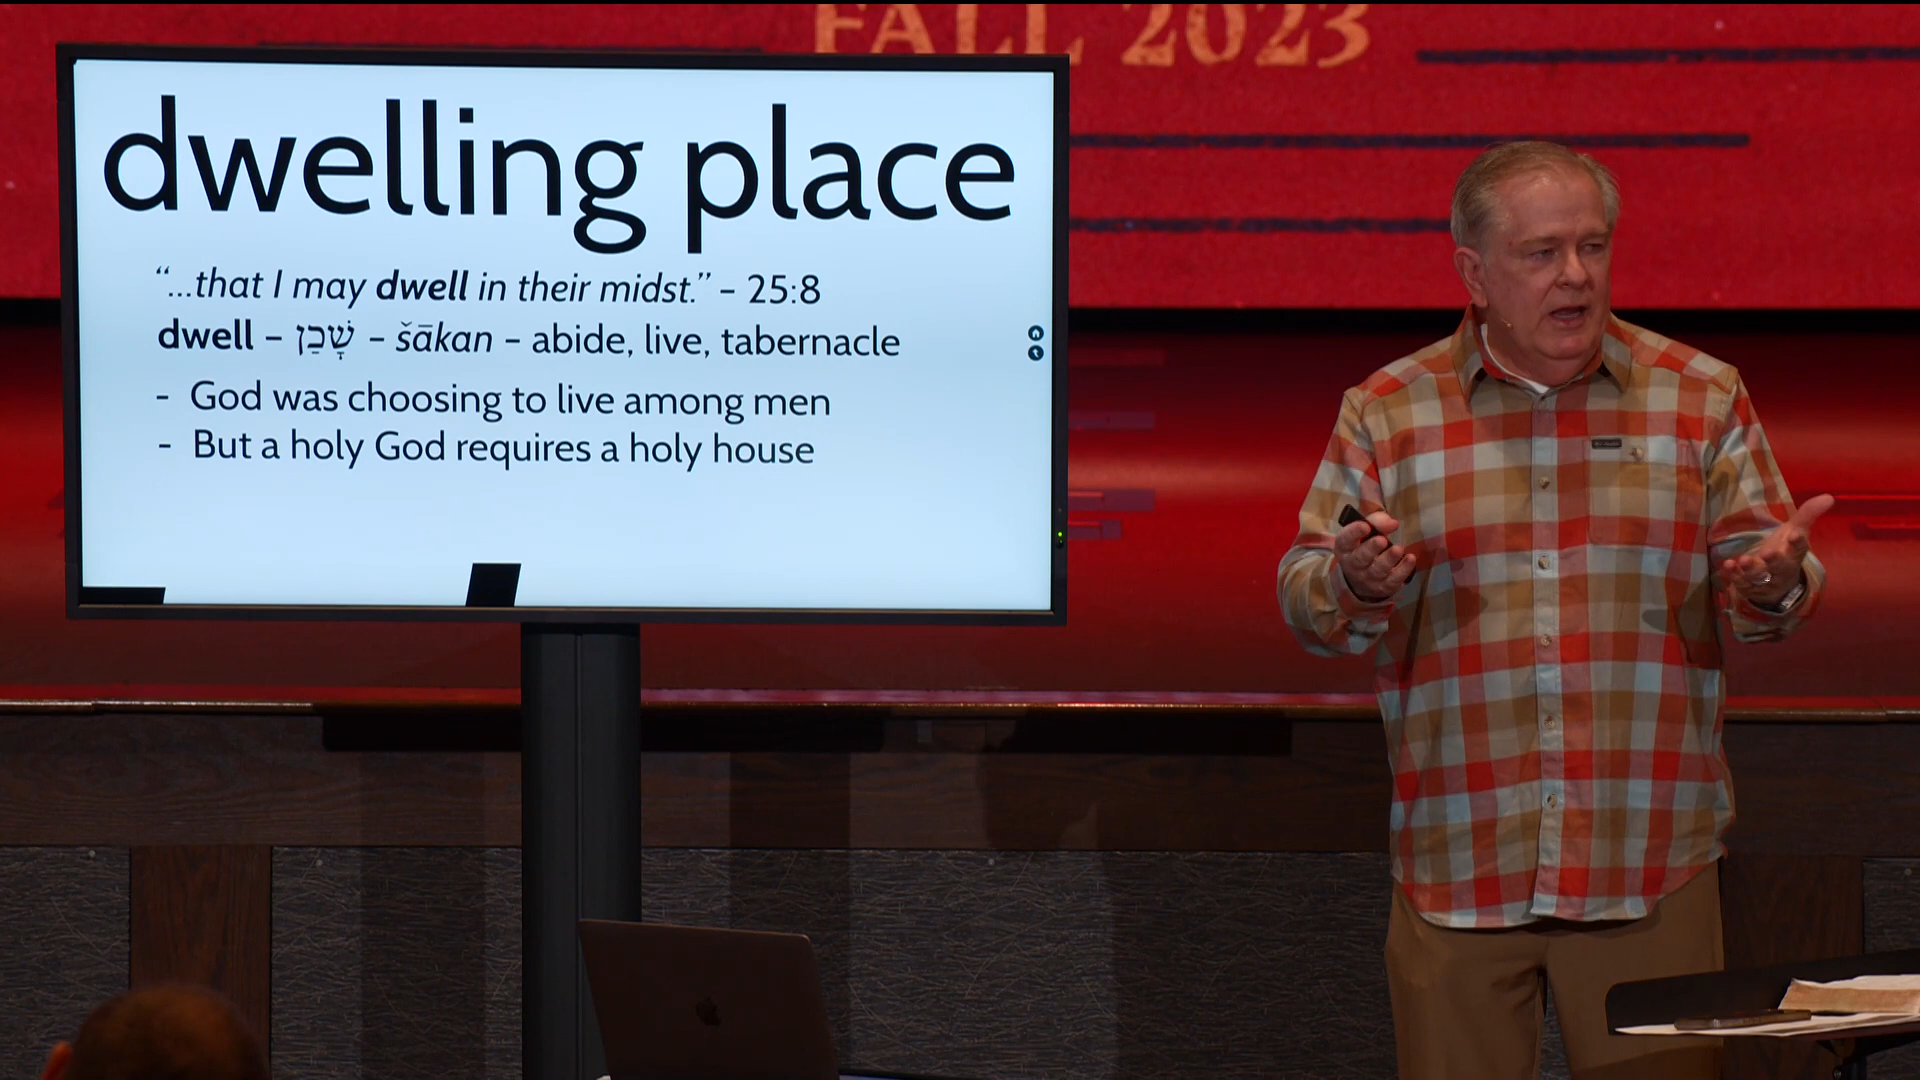 FALL 2023
dwelling place
“...that I may dwell in their midst.” – 25:8
dwell – שָׁכַן – šākan – abide, live, tabernacle
- God was choosing to live among men
- But a holy God requires a holy house